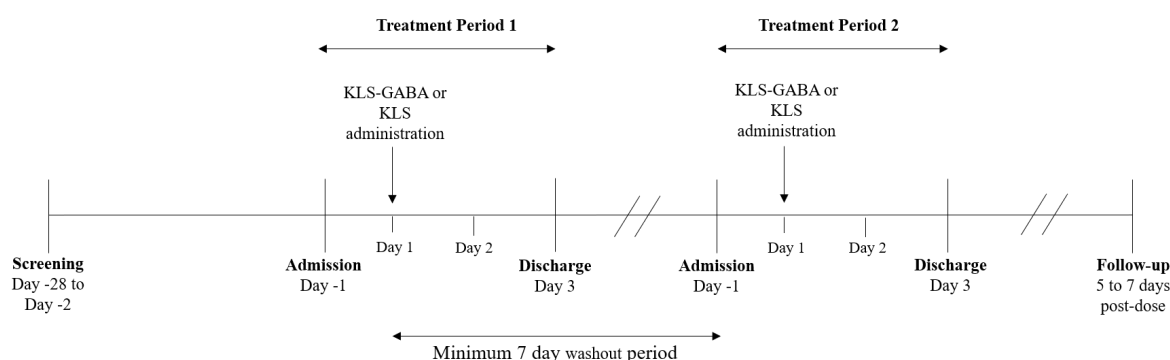 Treatment Period 1
Treatment Period 2
KLS-GABA or
KLS
administration
KLS-GABA or
KLS
administration
Day 1
Day 2
Day 1
Day 2
Screening
Day -28 to
Day -2
Admission
Day -1
Discharge
Day 3
Admission
Day -1
Discharge
Day 3
Follow-up
5 to 7 days
post-dose
Minimum 7 day washout period